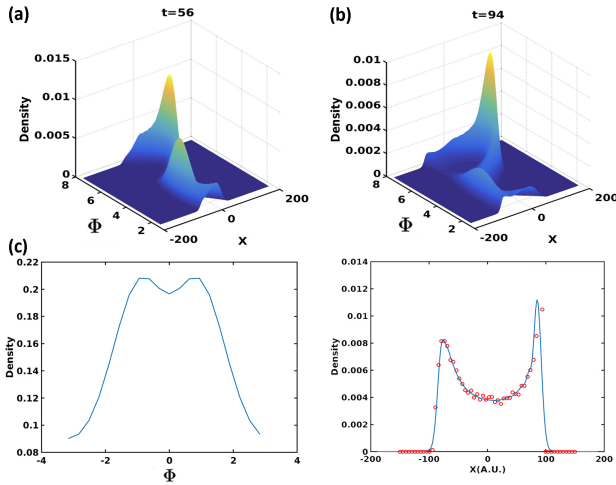 (a) t=56
(b) t=94
0.015
0.01
0.005
0
Density
8
6
4
2
Φ
-200
0
200
X
0.01
0.008
0.006
0.004
0.002
0
Density
8
6
4
2
Φ
-200
0
200
X
(c)
0.22
0.2
0.18
0.16
0.14
0.12
0.1
0.08
Density
-4 -2 0 2 4
Φ
0.014
0.012
0.01
0.008
0.006
0.004
0.002
0
Density
-200 -100 0 100 200
X(A.U.)